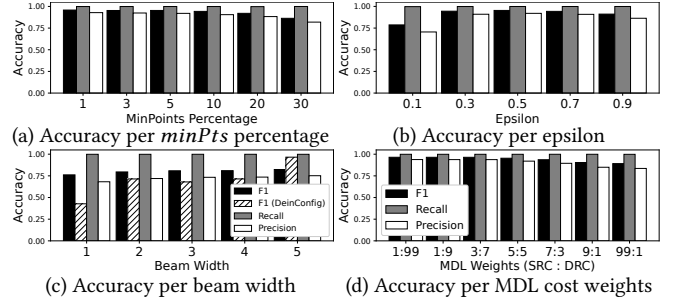 1.00
0.75
0.50
0.25
0.00
Accuracy
1 3 5 10 20 30
MinPoints Percentage
(a) Accuracy per minPts percentage
1.00
0.75
0.50
0.25
0.00
Accuracy
0.1 0.3 0.5 0.7 0.9
Epsilon
(b) Accuracy per epsilon
1.00
0.75
0.50
0.25
0.00
Accuracy
F1
F1 (DeinConfig)
Recall
Precision
1 2 3 4 5
Beam Width
(c) Accuracy per beam width
1.00
0.75
0.50
0.25
0.00
Accuracy
F1
Recall
Precision
1:99 1:9 3:7 5:5 7:3 9:1 99:1
MDL Weights (SRC : DRC)
(d) Accuracy per MDL cost weights